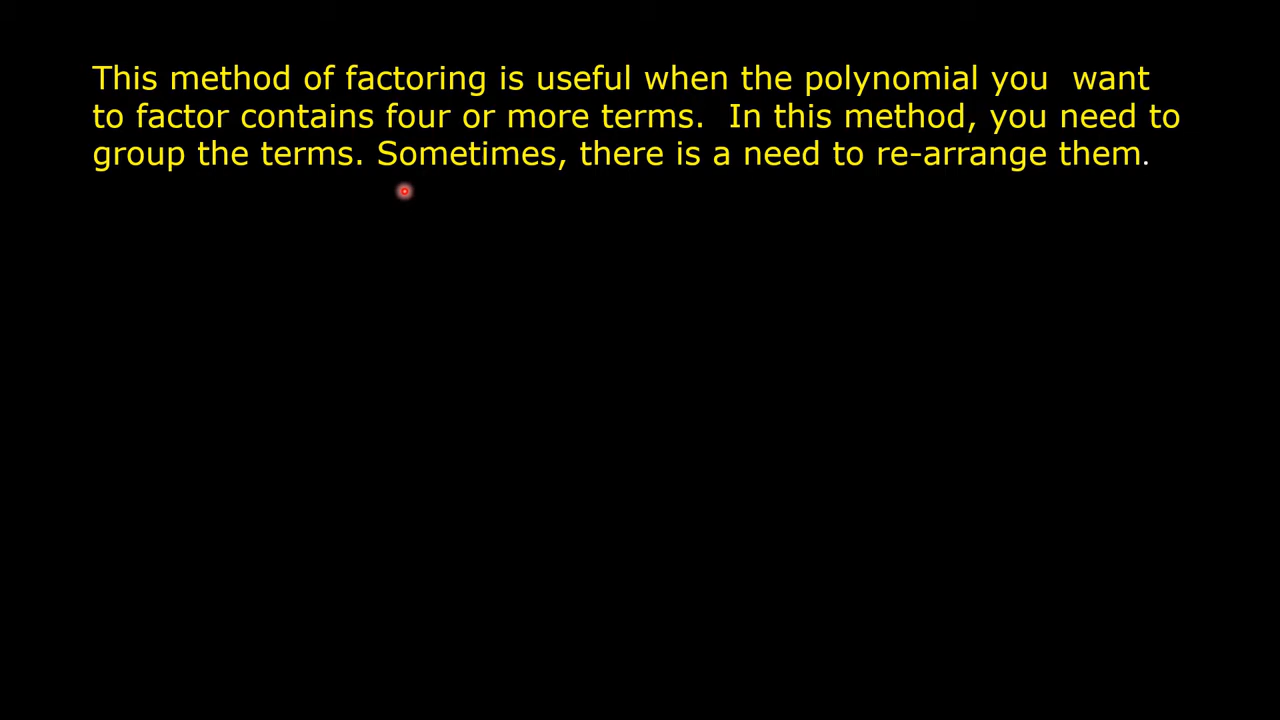 This method of factoring is useful when the polynomial you  want
to factor contains four or more terms.  In this method, you need to
group the terms. Sometimes, there is a need to re-arrange them.